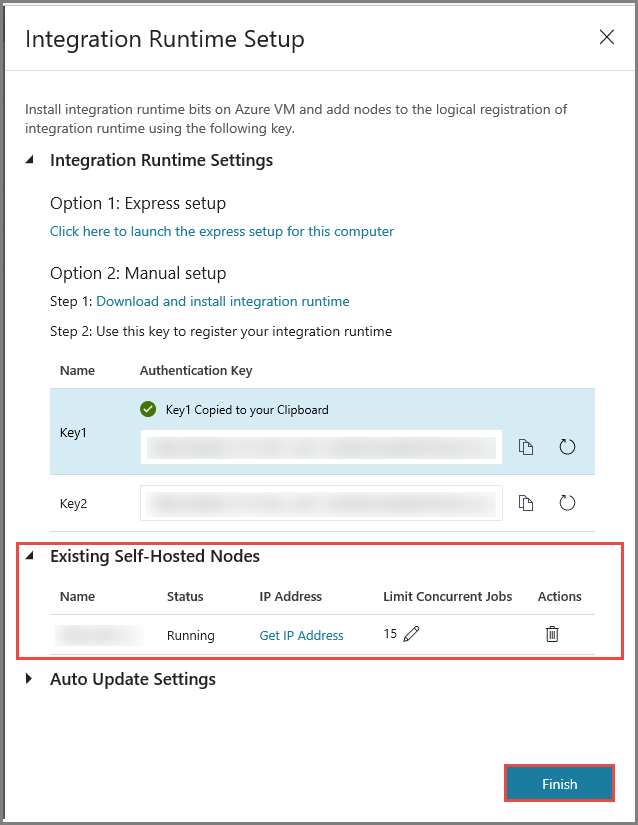 Integration Runtime Setup
Install integration runtime bits on Azure VM and add nodes to the logical registration of
integration runtime using the following key.
Integration Runtime Settings
Option 1: Express setup
Click here to launch the express setup for this computer
Option 2: Manual setup
Step 1: Download and install integration runtime
Step 2: Use this key to register your integration runtime
Name Authentication Key
Key1 Copied to your Clipboard
Key1
Key2
Existing Self-Hosted Nodes
Name Status IP Address Limit Concurrent Jobs Actions
Running Get IP Address 15
Auto Update Settings
Finish